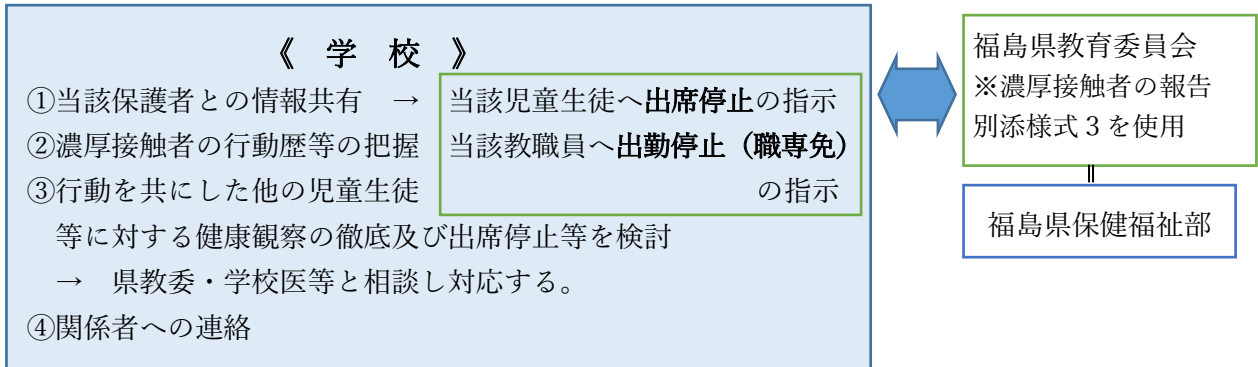 《 学 校 》
①当該保護者との情報共有 → 当該児童生徒へ出席停止の指示
②濃厚接触者の行動歴等の把握 当該教職員へ出勤停止（職専免）
③行動を共にした他の児童生徒 の指示
等に対する健康観察の徹底及び出席停止等を検討
→ 県教委・学校医等と相談し対応する。
④関係者への連絡
福島県教育委員会
※濃厚接触者の報告
別添様式３を使用
福島県保健福祉部